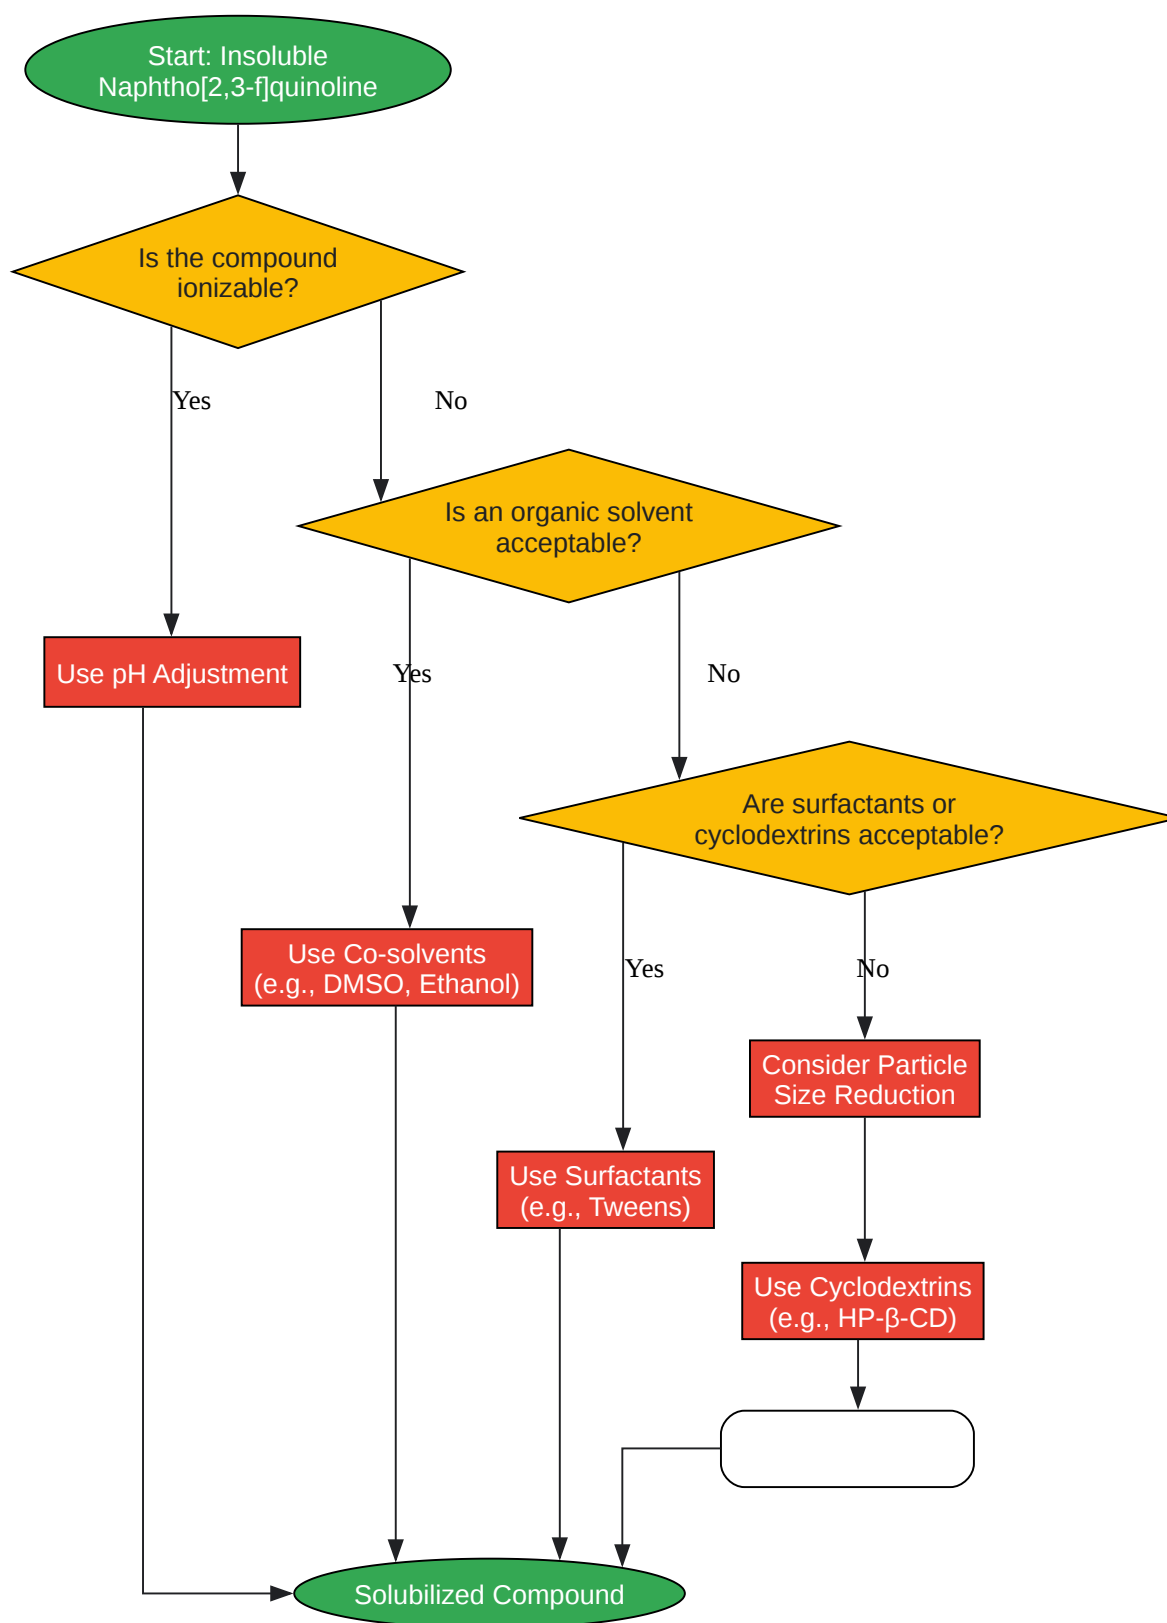 Start: Insoluble
Naphtho[2,3-f]quinoline
Is the compound
ionizable?
Yes
No
Is an organic solvent
acceptable?
Use pH Adjustment
Yes
No
Are surfactants or
cyclodextrins acceptable?
Use Co-solvents
(e.g., DMSO, Ethanol)
Yes
No
Consider Particle
Size Reduction
Use Surfactants
(e.g., Tweens)
Use Cyclodextrins
(e.g., HP-β-CD)
Solubilized Compound